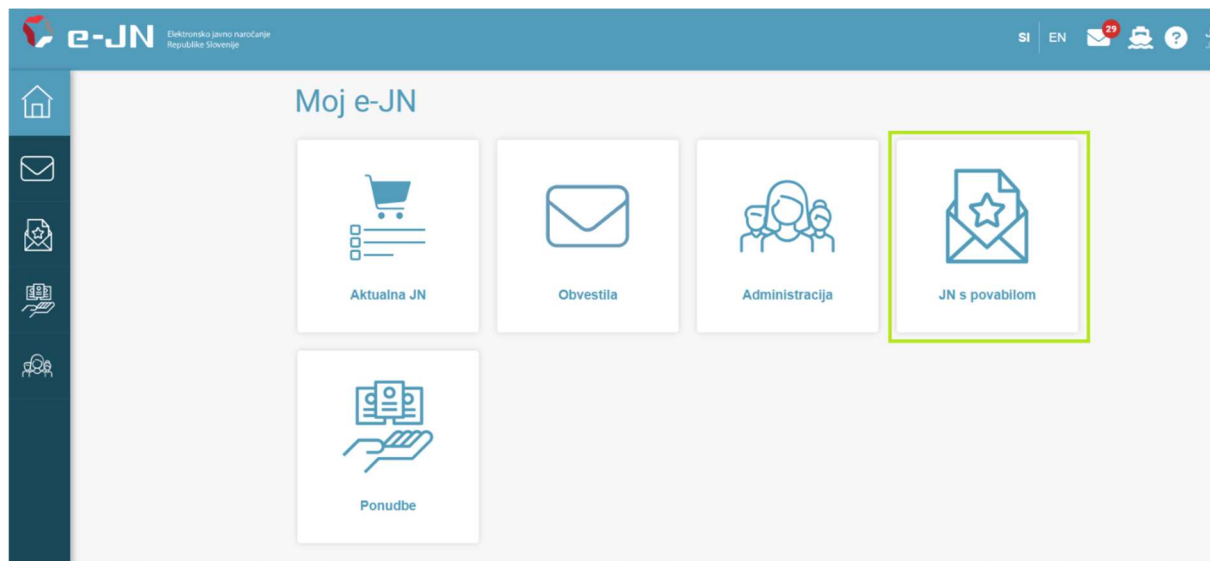 e-JN
Elektronsko javno naročanje
Republike Slovenije
SI EN 29 ?
Moj e-JN
Aktualna JN
Obvestila
Administracija
JN s povabilom
Ponudbe